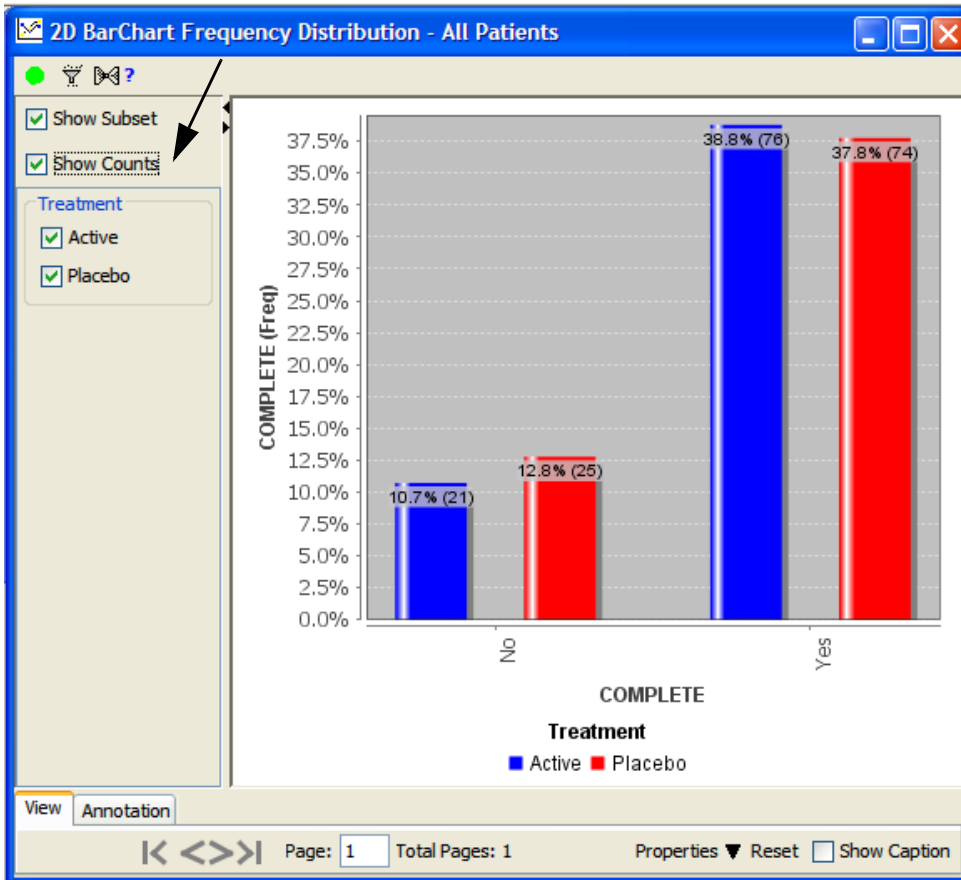 2D BarChart Frequency Distribution - All Patients
?
Show Subset
Show Counts
Treatment
Active
Placebo
37.5%
35.0%
32.5%
30.0%
27.5%
25.0%
22.5%
20.0%
17.5%
15.0%
12.5%
10.0%
7.5%
5.0%
2.5%
0.0%
COMPLETE (Freq)
10.7% (21)
12.8% (25)
38.8% (76)
37.8% (74)
No
Yes
COMPLETE
Treatment
Active Placebo
View Annotation
Page: 1 Total Pages: 1 Properties ▼ Reset Show Caption